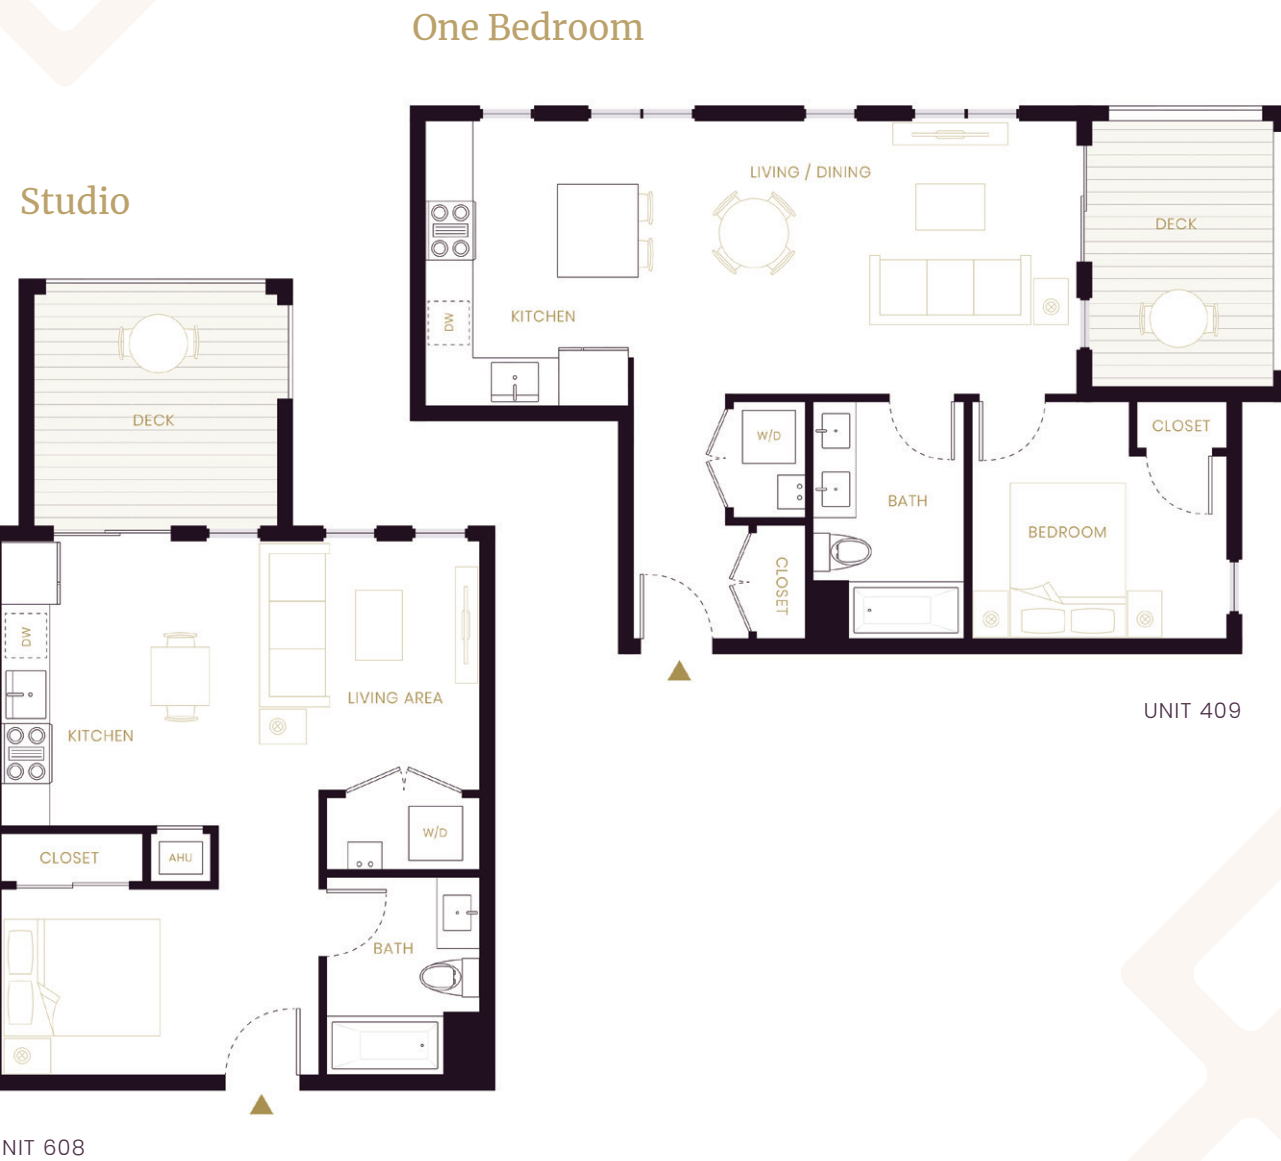 One Bedroom
LIVING / DINING
DECK
KITCHEN
DW
W/D
CLOSET
BATH
BEDROOM
CLOSET
UNIT 409
Studio
DECK
DW
KITCHEN
LIVING AREA
W/D
CLOSET
AHU
BATH
NIT 608